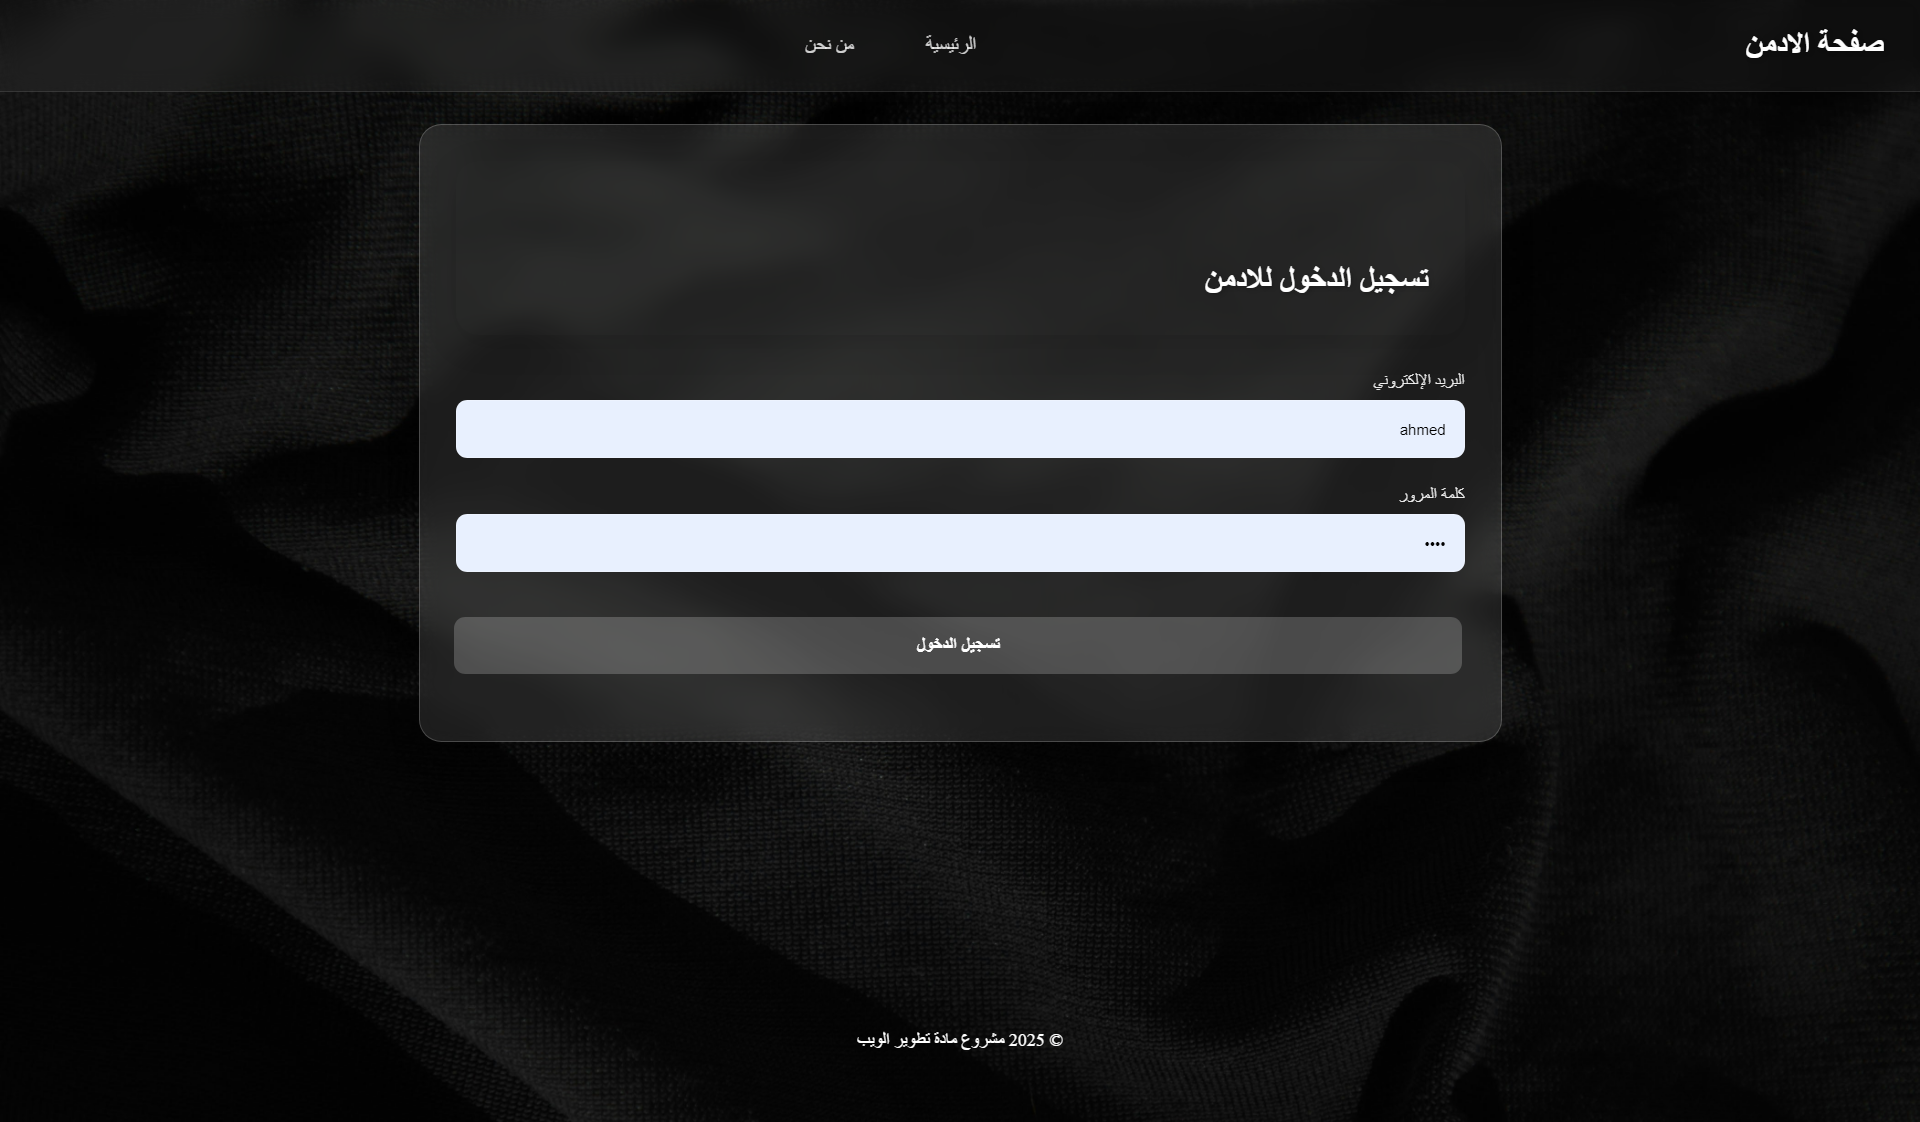 صفحة الادمن
الرئيسية
من نحن
تسجيل الدخول للادمن
البريد الإلكتروني
ahmed
كلمة المرور
••••
تسجيل الدخول
© 2025 مشروع مادة تطوير الويب